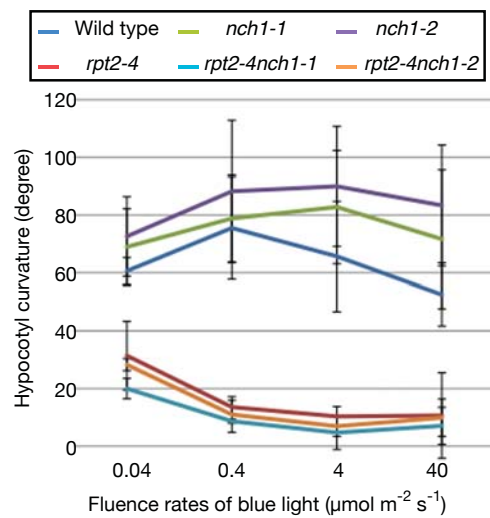 Wild type nch1-1 nch1-2
rpt2-4 rpt2-4nch1-1 rpt2-4nch1-2
120
100
80
60
40
20
0
Hypocotyl curvature (degree)
0.04 0.4 4 40
Fluence rates of blue light (μmol m⁻² s⁻¹)